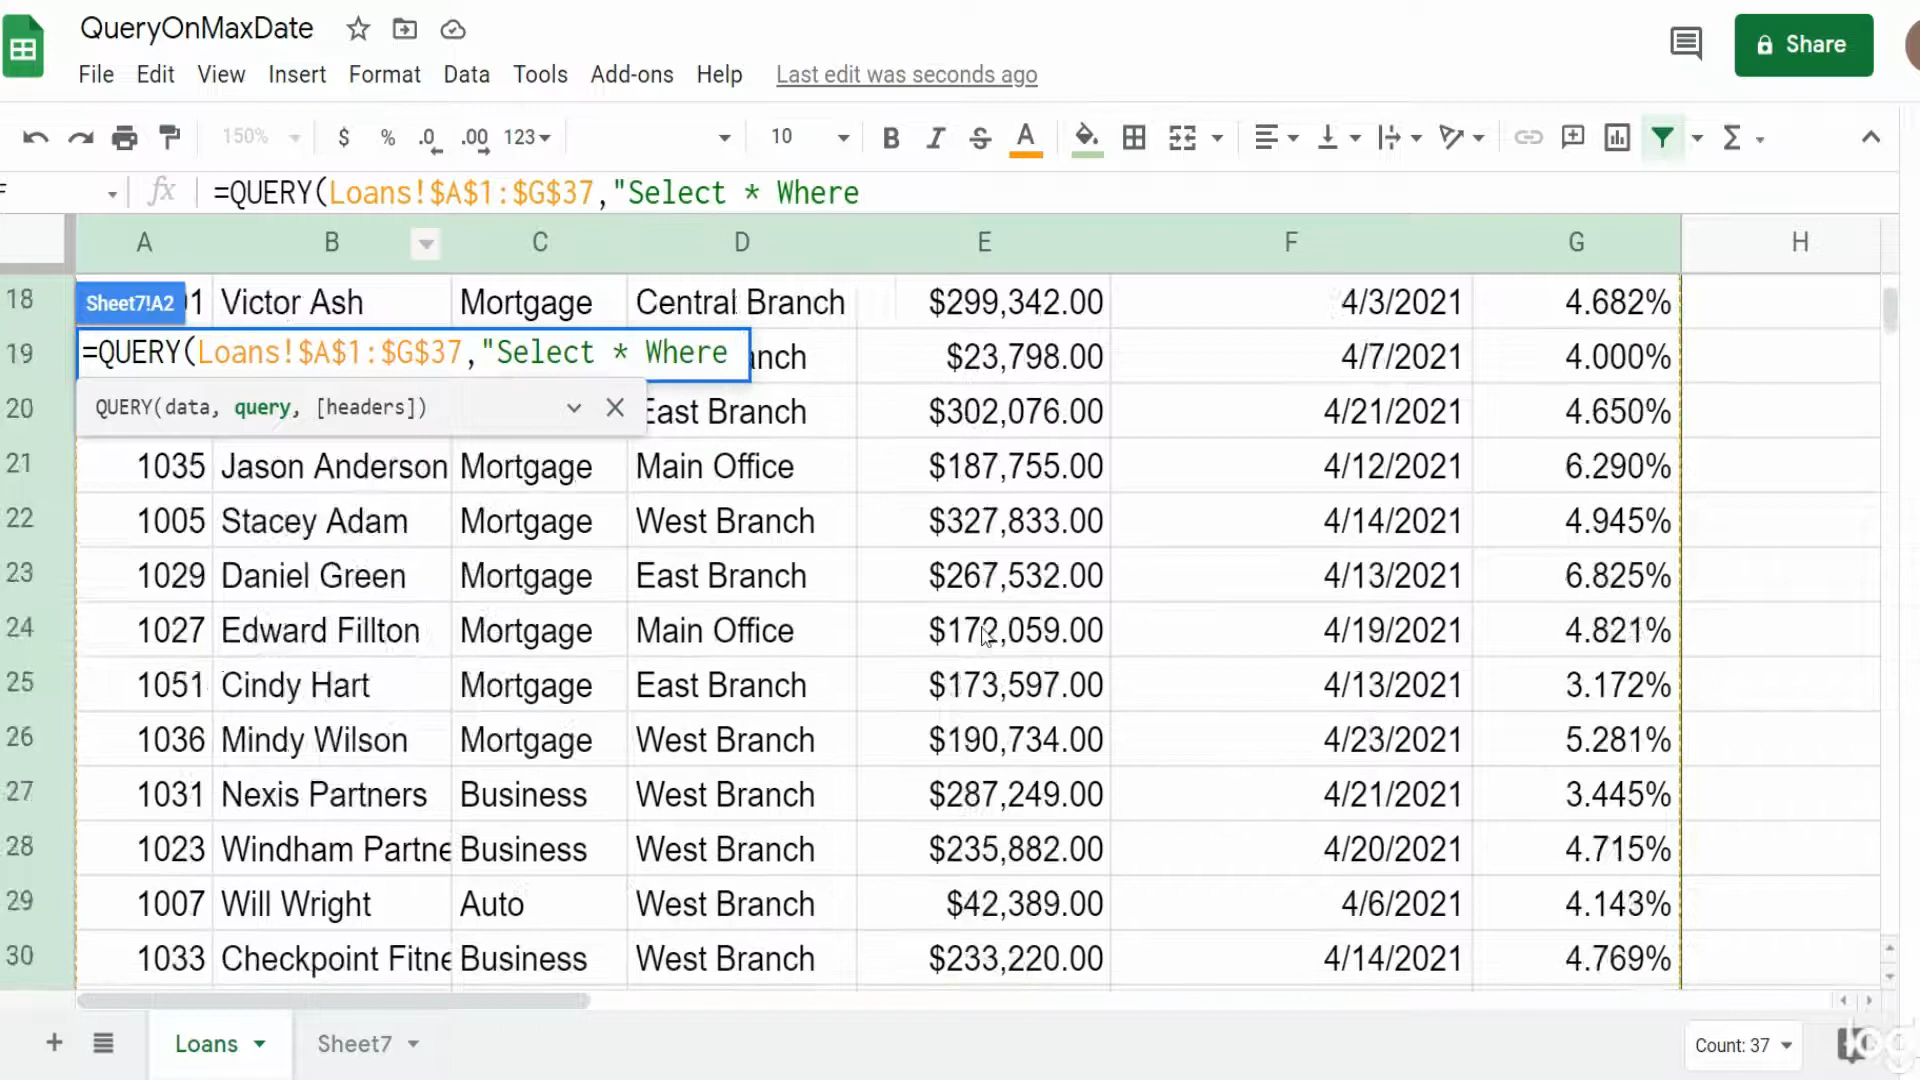 QueryOnMaxDate
File Edit View Insert Format Data Tools Add-ons Help Last edit was seconds ago
Share
150% $ % .0 .00 123 10 B I S A
fx =QUERY(Loans!$A$1:$G$37,"Select * Where
A B C D E F G H
18 1 Victor Ash Mortgage Central Branch $299,342.00 4/3/2021 4.682%
Sheet7!A2
19 =QUERY(Loans!$A$1:$G$37,"Select * Where $23,798.00 4/7/2021 4.000%
20 QUERY(data, query, [headers]) East Branch $302,076.00 4/21/2021 4.650%
21 1035 Jason Anderson Mortgage Main Office $187,755.00 4/12/2021 6.290%
22 1005 Stacey Adam Mortgage West Branch $327,833.00 4/14/2021 4.945%
23 1029 Daniel Green Mortgage East Branch $267,532.00 4/13/2021 6.825%
24 1027 Edward Fillton Mortgage Main Office $172,059.00 4/19/2021 4.821%
25 1051 Cindy Hart Mortgage East Branch $173,597.00 4/13/2021 3.172%
26 1036 Mindy Wilson Mortgage West Branch $190,734.00 4/23/2021 5.281%
27 1031 Nexis Partners Business West Branch $287,249.00 4/21/2021 3.445%
28 1023 Windham Partne Business West Branch $235,882.00 4/20/2021 4.715%
29 1007 Will Wright Auto West Branch $42,389.00 4/6/2021 4.143%
30 1033 Checkpoint Fitne Business West Branch $233,220.00 4/14/2021 4.769%
Loans Sheet7 Count: 37